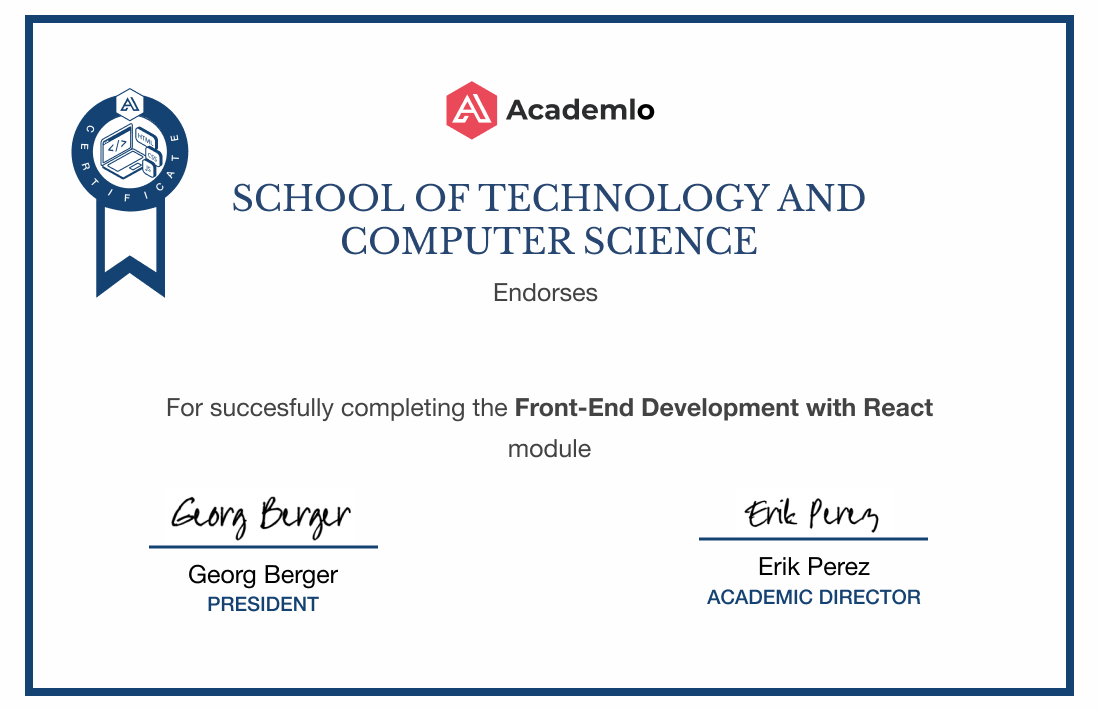 Academlo
CERTIFICATE
</>
HTML
CSS
JS
SCHOOL OF TECHNOLOGY AND
COMPUTER SCIENCE
Endorses
For succesfully completing the Front-End Development with React
module
Georg Berger
Erik Perez
Georg Berger
Erik Perez
PRESIDENT
ACADEMIC DIRECTOR